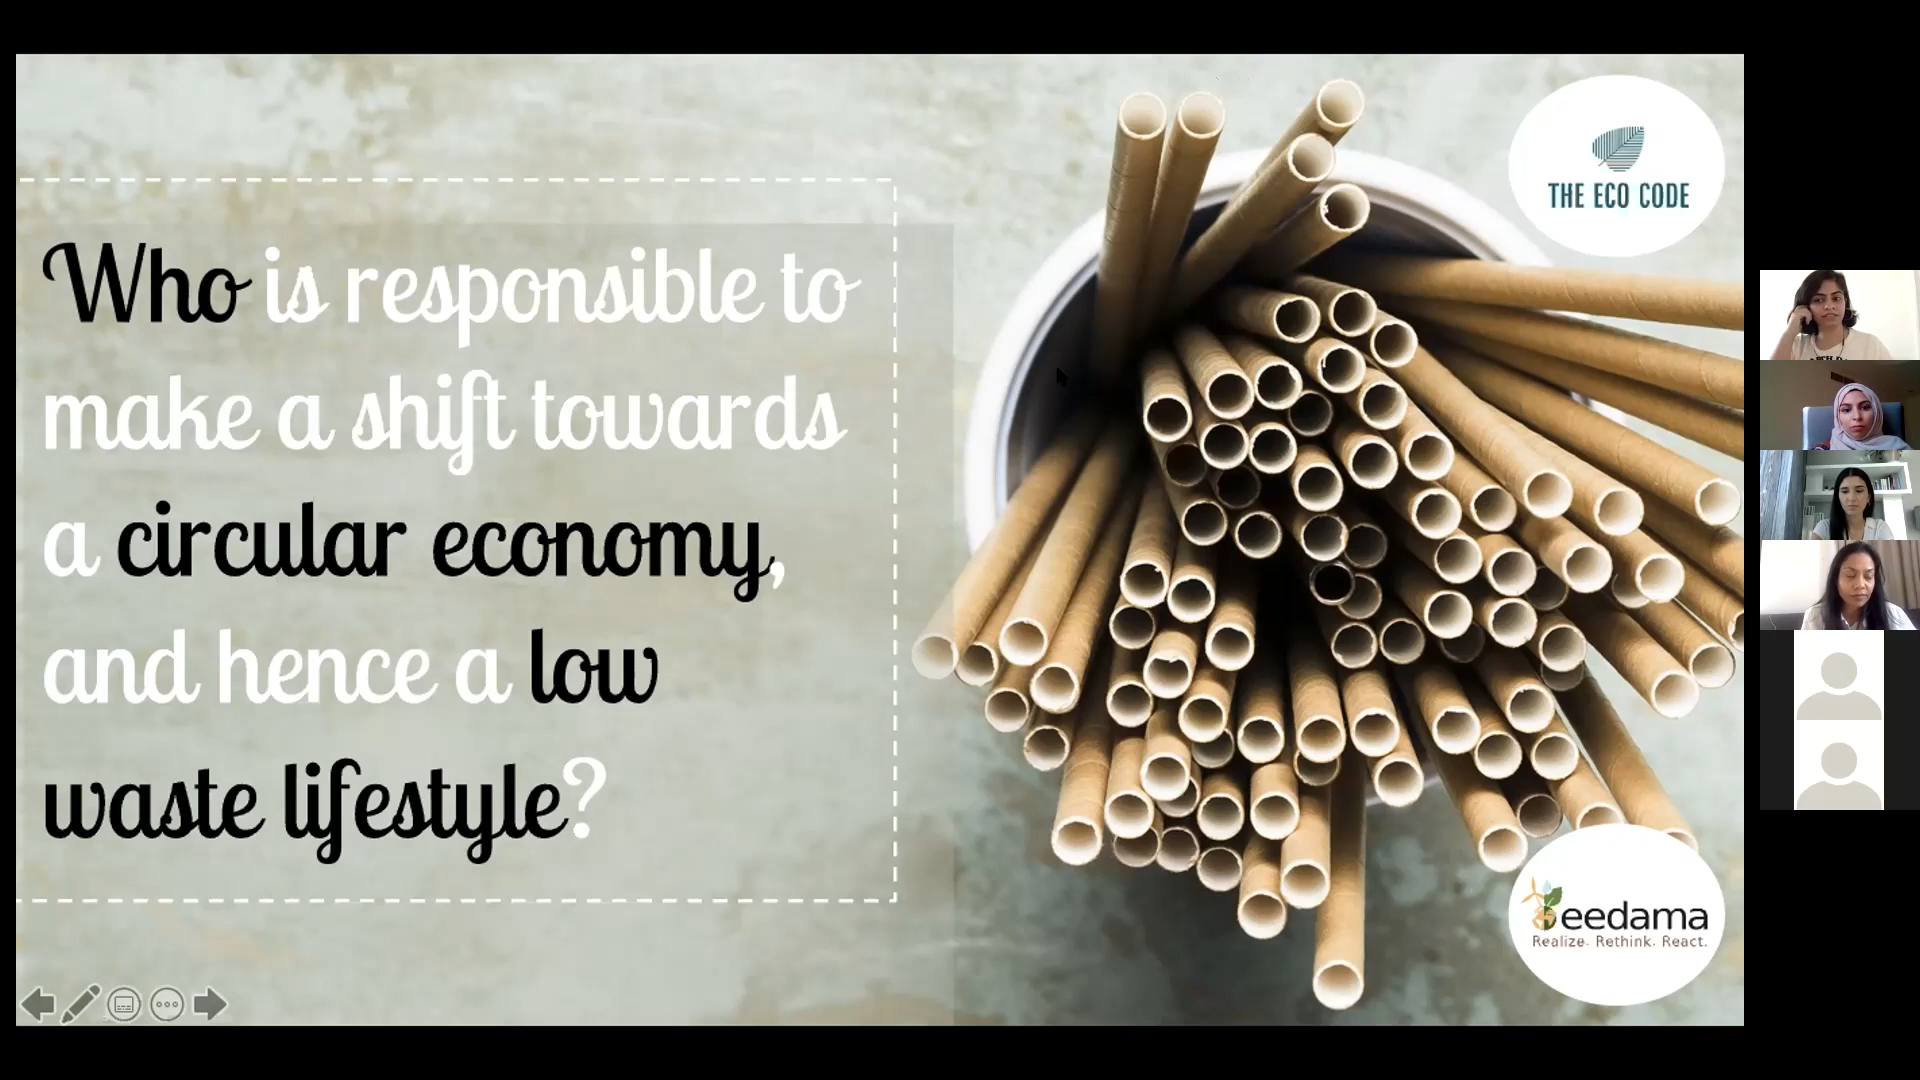 Who is responsible to
make a shift towards
a circular economy,
and hence a low
waste lifestyle?
THE ECO CODE
Beedama
Realize. Rethink. React.